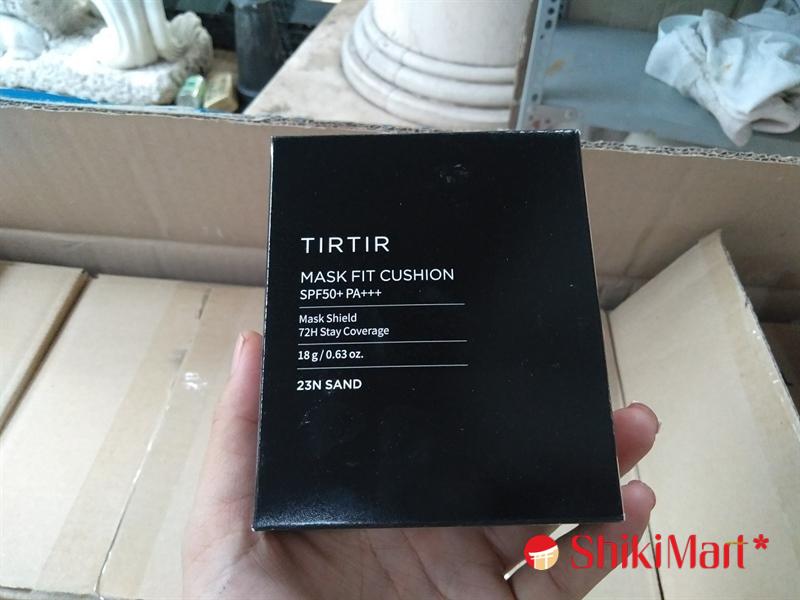 TIRTIR
MASK FIT CUSHION
SPF50+ PA+++
Mask Shield
72H Stay Coverage
18 g / 0.63 oz.
23N SAND
ShikiMart*